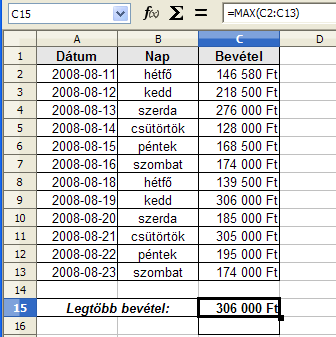 C15 f(x) Σ = =MAX(C2:C13)
A B C D
1 Dátum Nap Bevétel
2 2008-08-11 hétfő 146 580 Ft
3 2008-08-12 kedd 218 500 Ft
4 2008-08-13 szerda 276 000 Ft
5 2008-08-14 csütörtök 128 000 Ft
6 2008-08-15 péntek 168 500 Ft
7 2008-08-16 szombat 174 000 Ft
8 2008-08-18 hétfő 139 500 Ft
9 2008-08-19 kedd 306 000 Ft
10 2008-08-20 szerda 185 000 Ft
11 2008-08-21 csütörtök 305 000 Ft
12 2008-08-22 péntek 195 000 Ft
13 2008-08-23 szombat 174 000 Ft
14
15 Legtöbb bevétel: 306 000 Ft
16